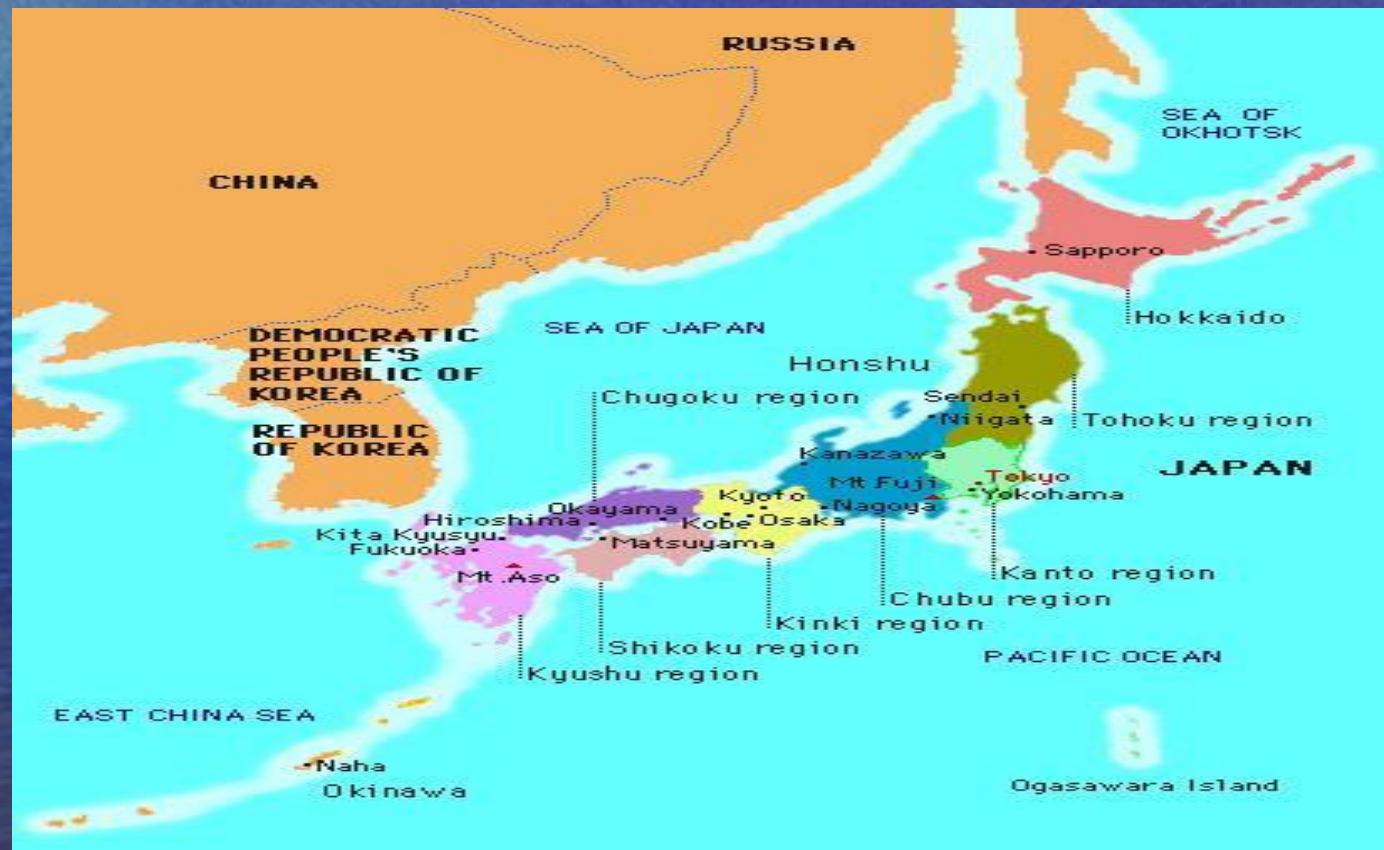 RUSSIA
SEA OF
OKHOTSK
CHINA
Sapporo
Hokkaido
DEMOCRATIC
PEOPLE'S
REPUBLIC OF
KOREA
SEA OF JAPAN
Honshu
Chugoku region
Sendai
Niigata
Tohoku region
REPUBLIC
OF KOREA
Kanazawa
JAPAN
Mt.Fuji
Tokyo
Yokohama
Kyoto
Nagoya
Okayama
Hiroshima
Kobe
Osaka
Kita Kyusyu
Matsuyama
Fukuoka
Mt.Aso
Kanto region
Chubu region
Kinki region
Shikoku region
PACIFIC OCEAN
Kyushu region
EAST CHINA SEA
Naha
Okinawa
Ogasawara Island